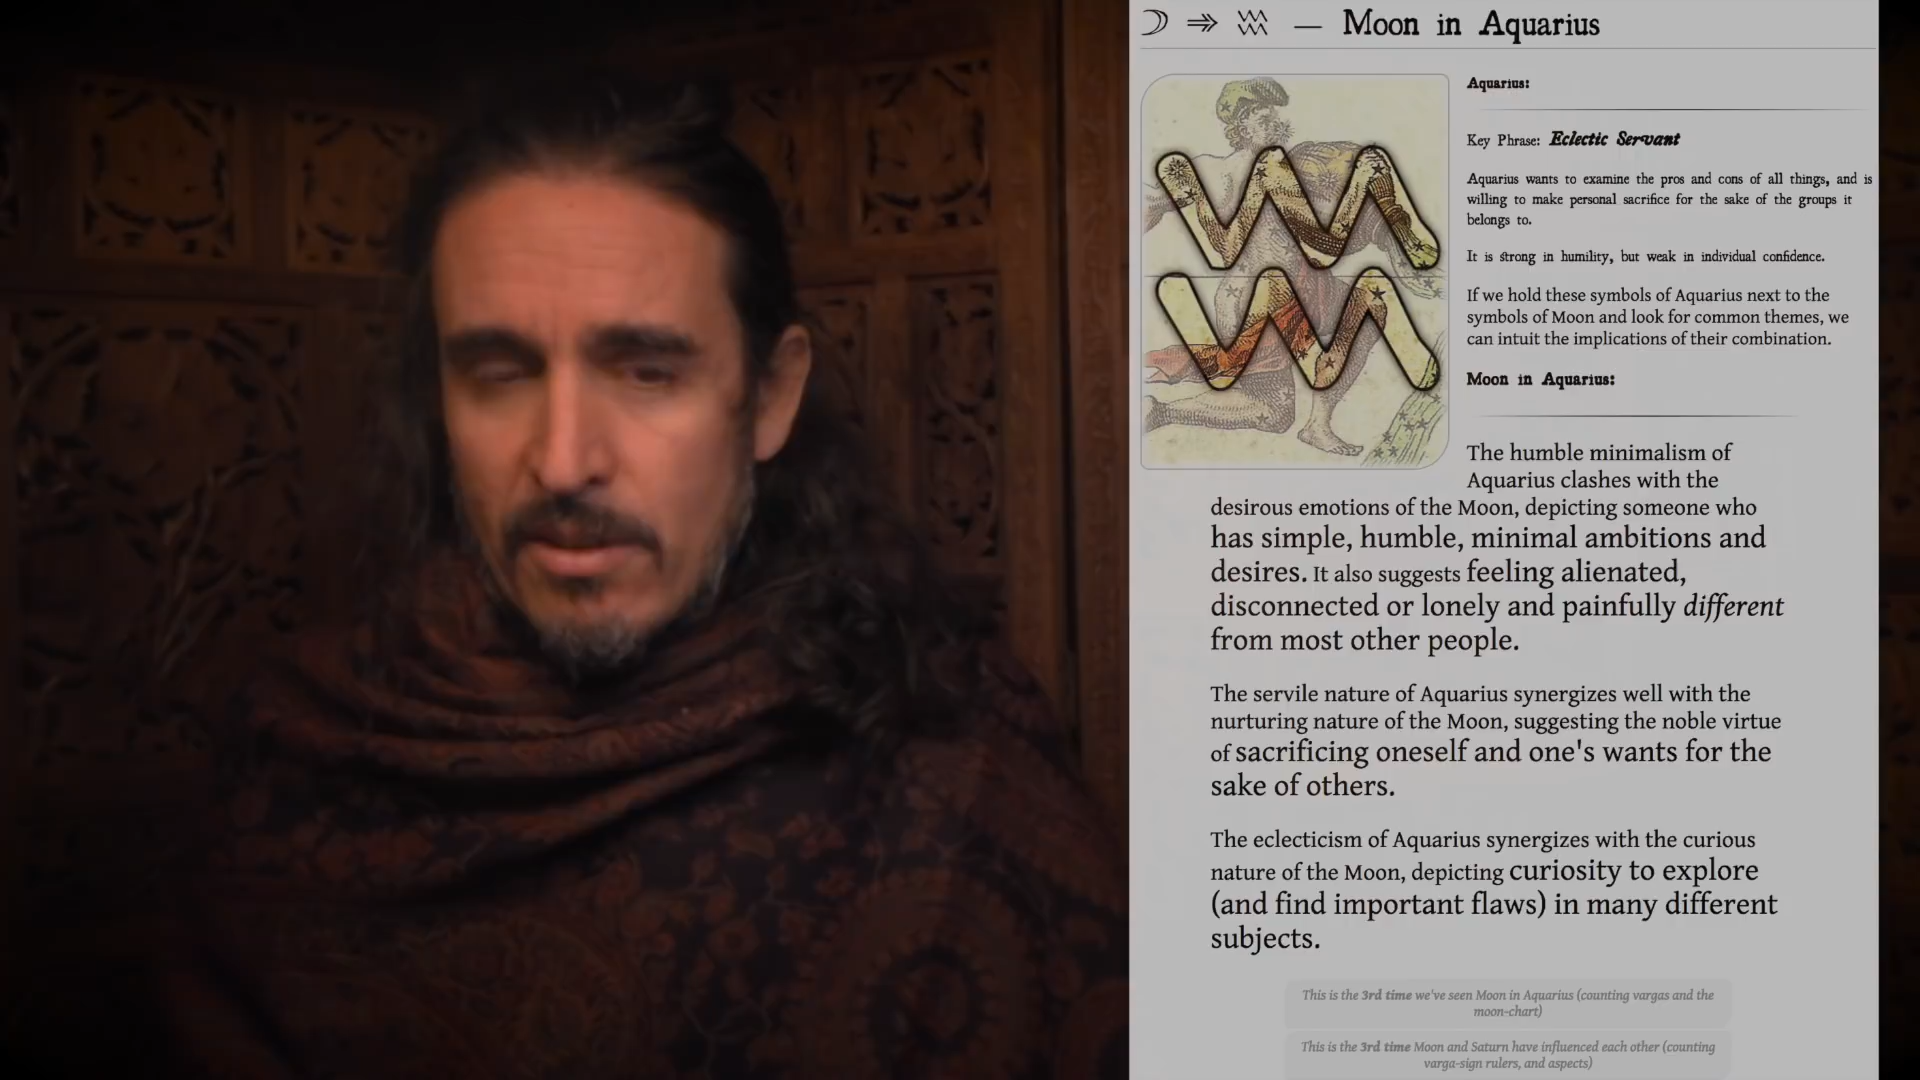 ☽ ⇒ ♒ — Moon in Aquarius
Aquarius:
Key Phrase: Eclectic Servant
Aquarius wants to examine the pros and cons of all things, and is
willing to make personal sacrifice for the sake of the groups it
belongs to.
It is strong in humility, but weak in individual confidence.
If we hold these symbols of Aquarius next to the
symbols of Moon and look for common themes, we
can intuit the implications of their combination.
Moon in Aquarius:
The humble minimalism of
Aquarius clashes with the
desirous emotions of the Moon, depicting someone who
has simple, humble, minimal ambitions and
desires. It also suggests feeling alienated,
disconnected or lonely and painfully different
from most other people.
The servile nature of Aquarius synergizes well with the
nurturing nature of the Moon, suggesting the noble virtue
of sacrificing oneself and one's wants for the
sake of others.
The eclecticism of Aquarius synergizes with the curious
nature of the Moon, depicting curiosity to explore
(and find important flaws) in many different
subjects.
This is the 3rd time we've seen Moon in Aquarius (counting vargas and the
moon-chart)
This is the 3rd time Moon and Saturn have influenced each other (counting
varga-sign rulers, and aspects)